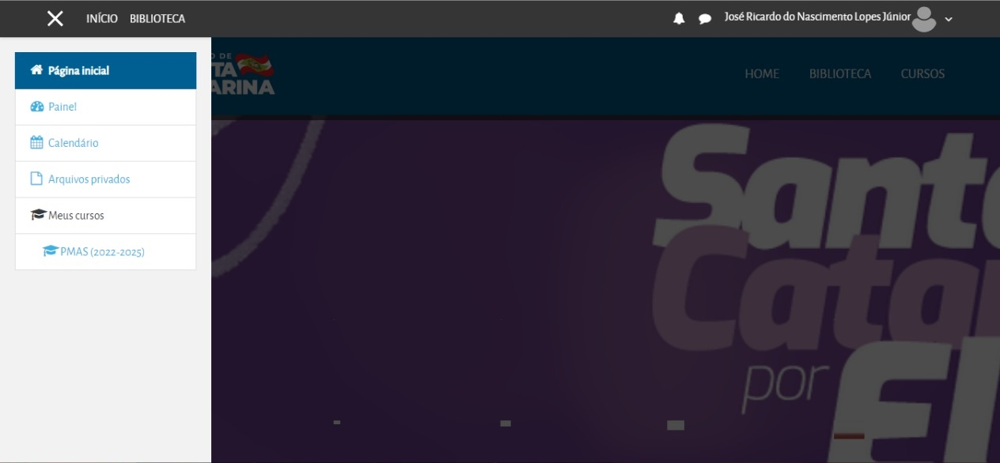 INÍCIO BIBLIOTECA José Ricardo do Nascimento Lopes Júnior
Página inicial
Painel
Calendário
Arquivos privados
Meus cursos
PMAS (2022-2025)
O DE
TA
ARINA
HOME BIBLIOTECA CURSOS
Santa
Cata
por El